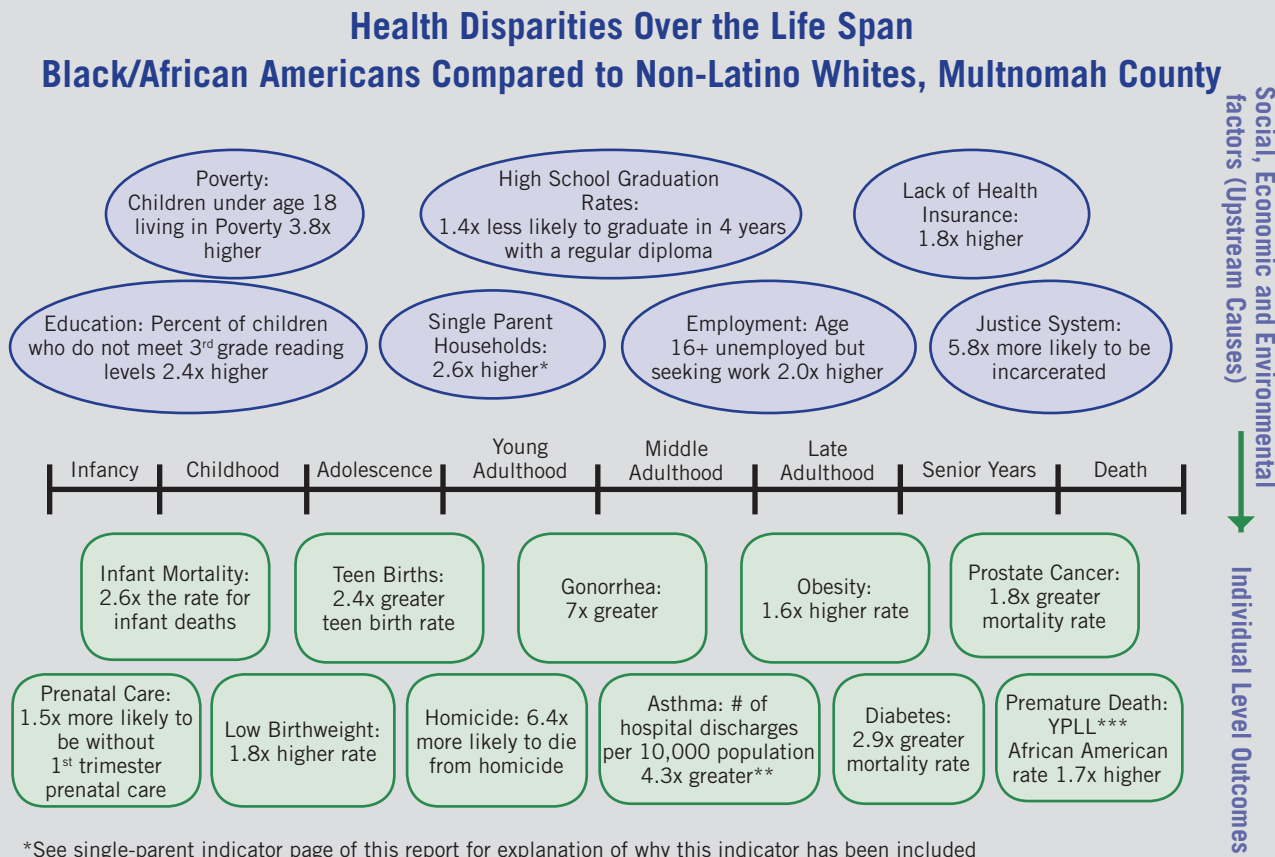 Health Disparities Over the Life Span
Black/African Americans Compared to Non-Latino Whites, Multnomah County
Social, Economic and Environmental
factors (Upstream Causes)
Poverty:
Children under age 18
living in Poverty 3.8x
higher
High School Graduation
Rates:
1.4x less likely to graduate in 4 years
with a regular diploma
Lack of Health
Insurance:
1.8x higher
Education: Percent of children
who do not meet 3rd grade reading
levels 2.4x higher
Single Parent
Households:
2.6x higher*
Employment: Age
16+ unemployed but
seeking work 2.0x higher
Justice System:
5.8x more likely to be
incarcerated
Infancy
Childhood
Adolescence
Young
Adulthood
Middle
Adulthood
Late
Adulthood
Senior Years
Death
Individual Level Outcomes
Infant Mortality:
2.6x the rate for
infant deaths
Teen Births:
2.4x greater
teen birth rate
Gonorrhea:
7x greater
Obesity:
1.6x higher rate
Prostate Cancer:
1.8x greater
mortality rate
Prenatal Care:
1.5x more likely to
be without
1st trimester
prenatal care
Low Birthweight:
1.8x higher rate
Homicide: 6.4x
more likely to die
from homicide
Asthma: # of
hospital discharges
per 10,000 population
4.3x greater**
Diabetes:
2.9x greater
mortality rate
Premature Death:
YPLL***
African American
rate 1.7x higher
*See single-parent indicator page of this report for explanation of why this indicator has been included